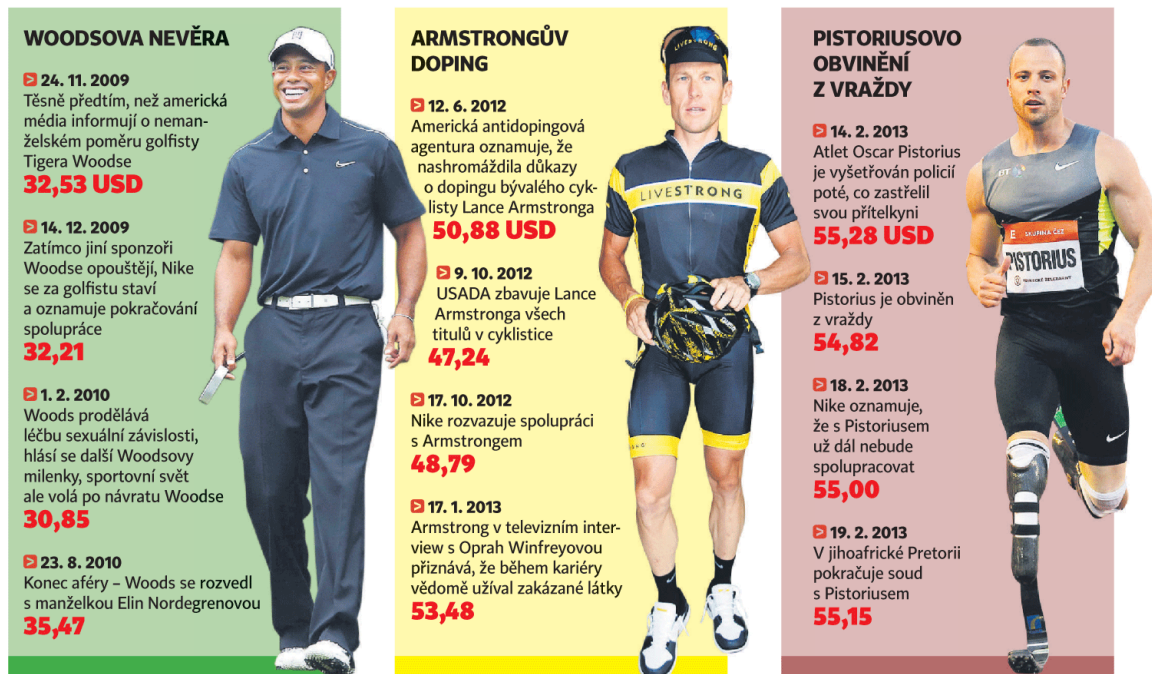 WOODSOVA NEVĚRA
24. 11. 2009
Těsně předtím, než americká
média informují o neman-
želském poměru golfisty
Tigera Woodse
32,53 USD
14. 12. 2009
Zatímco jiní sponzoři
Woodse opouštějí, Nike
se za golfistu staví
a oznamuje pokračování
spolupráce
32,21
1. 2. 2010
Woods prodělává
léčbu sexuální závislosti,
hlásí se další Woodsovy
milenky, sportovní svět
ale volá po návratu Woodse
30,85
23. 8. 2010
Konec aféry – Woods se rozvedl
s manželkou Elin Nordegrenovou
35,47
ARMSTRONGŮV
DOPING
12. 6. 2012
Americká antidopingová
agentura oznamuje, že
nashromáždila důkazy
o dopingu bývalého cyk-
listy Lance Armstronga
50,88 USD
9. 10. 2012
USADA zbavuje Lance
Armstronga všech
titulů v cyklistice
47,24
17. 10. 2012
Nike rozvazuje spolupráci
s Armstrongem
48,79
17. 1. 2013
Armstrong v televizním inter-
view s Oprah Winfreyovou
přiznává, že během kariéry
vědomě užíval zakázané látky
53,48
LIVESTRONG
LIVESTRONG
PISTORIUSOVO
OBVINĚNÍ
Z VRAŽDY
14. 2. 2013
Atlet Oscar Pistorius
je vyšetřován policií
poté, co zastřelil
svou přítelkyni
55,28 USD
15. 2. 2013
Pistorius je obviněn
z vraždy
54,82
18. 2. 2013
Nike oznamuje,
že s Pistoriusem
už dál nebude
spolupracovat
55,00
19. 2. 2013
V jihoafrické Pretorii
pokračuje soud
s Pistoriusem
55,15
BT
E SKUPINA ČEZ
PISTORIUS